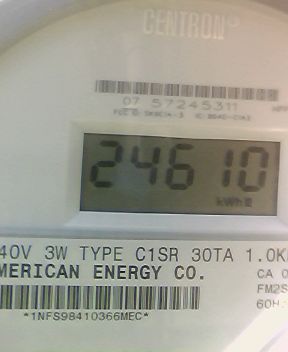 CENTRON®
07 57245311
24610
kWh
40V 3W TYPE C1SR 30TA 1.0K
MERICAN ENERGY CO.
CA 0
FM2S
60H
*1NFS98410366MEC*